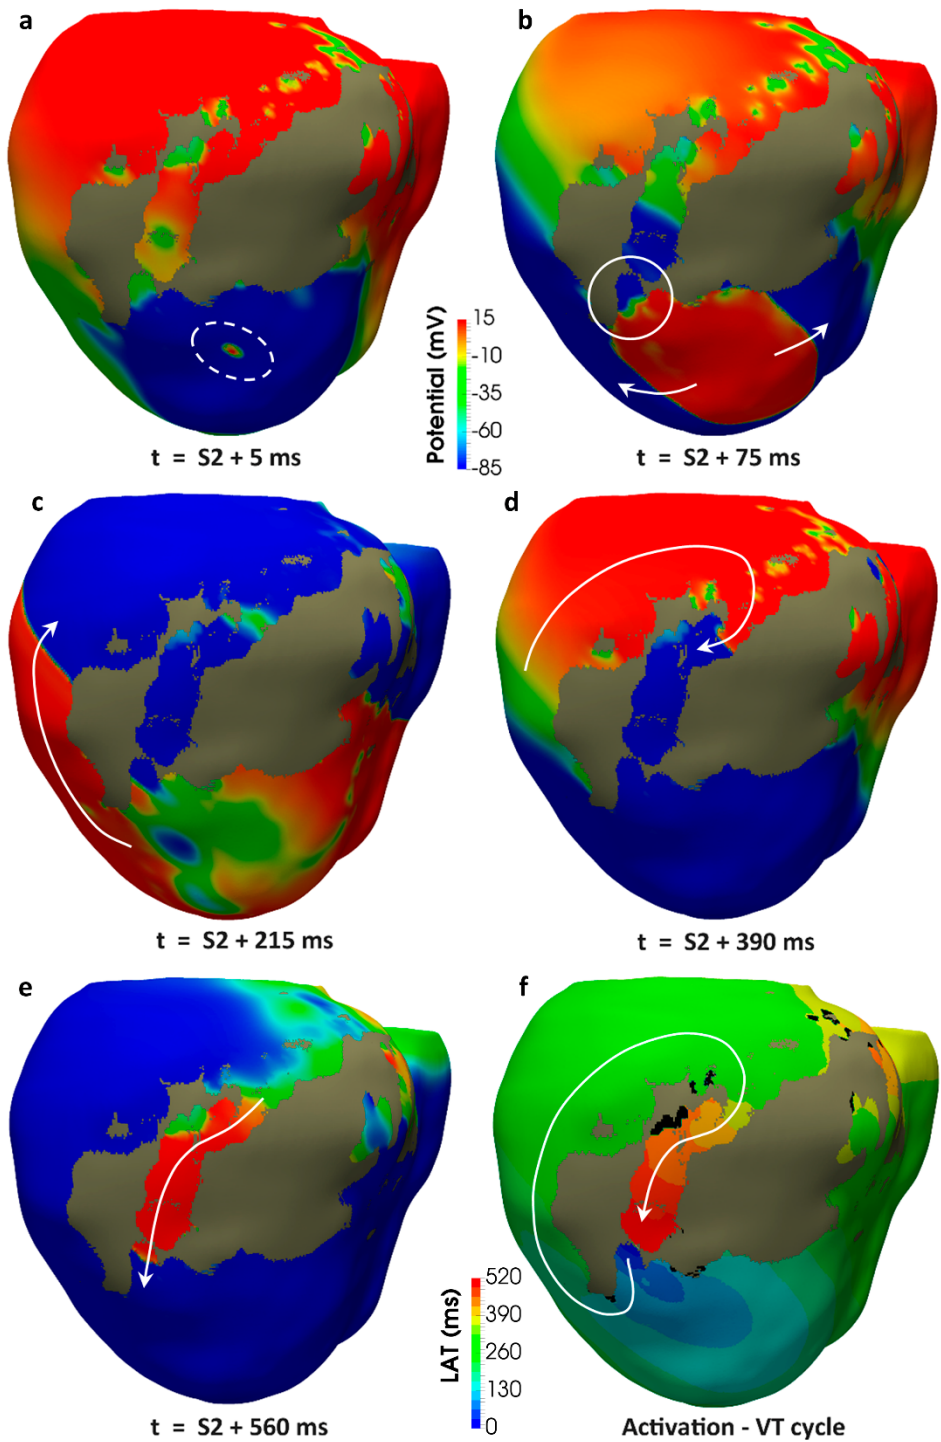 a
b
Potential (mV)
15
-10
-35
-60
-85
t = S2 + 5 ms
t = S2 + 75 ms
c
d
t = S2 + 215 ms
t = S2 + 390 ms
e
f
LAT (ms)
520
390
260
130
0
t = S2 + 560 ms
Activation - VT cycle